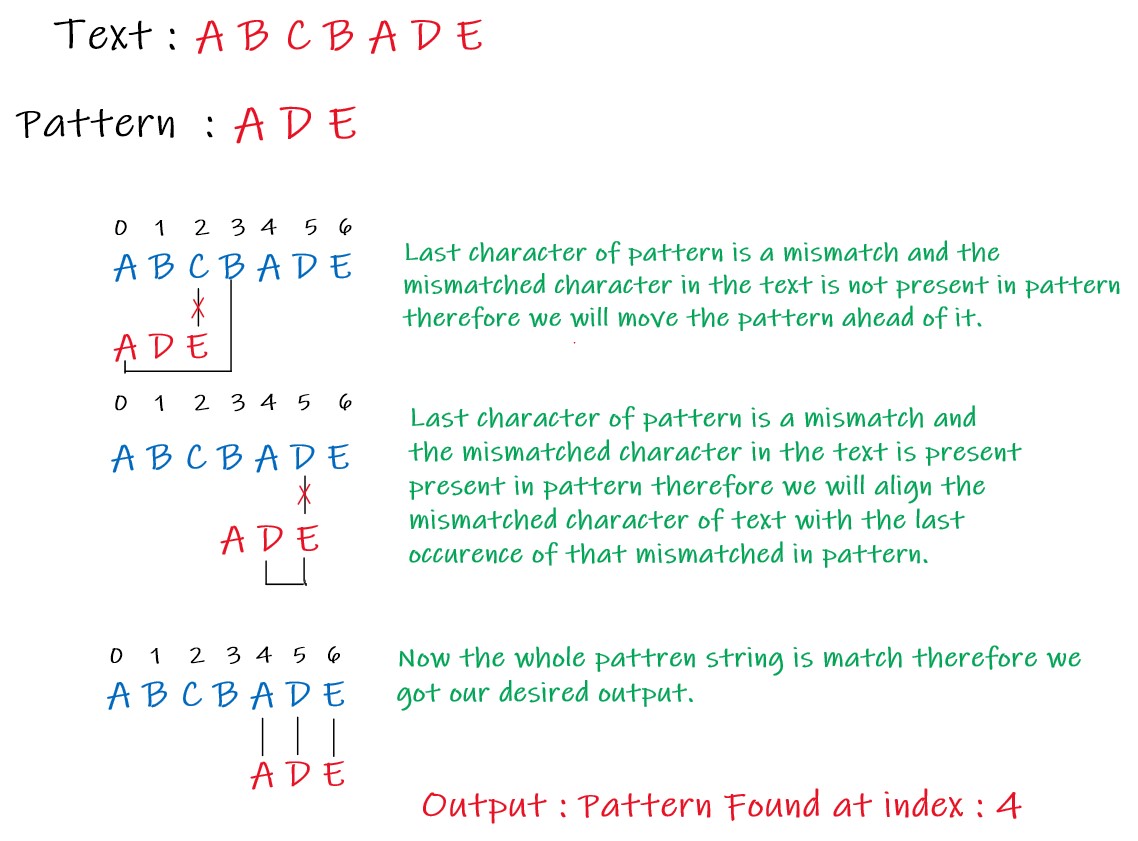 Text : A B C B A D E
Pattern : A D E
0 1 2 3 4 5 6
A B C B A D E
A D E
Last character of pattern is a mismatch and the
mismatched character in the text is not present in pattern
therefore we will move the pattern ahead of it.
0 1 2 3 4 5 6
A B C B A D E
A D E
Last character of pattern is a mismatch and
the mismatched character in the text is present
present in pattern therefore we will align the
mismatched character of text with the last
occurence of that mismatched in pattern.
0 1 2 3 4 5 6
A B C B A D E
A D E
Now the whole pattren string is match therefore we
got our desired output.
Output : Pattern Found at index : 4